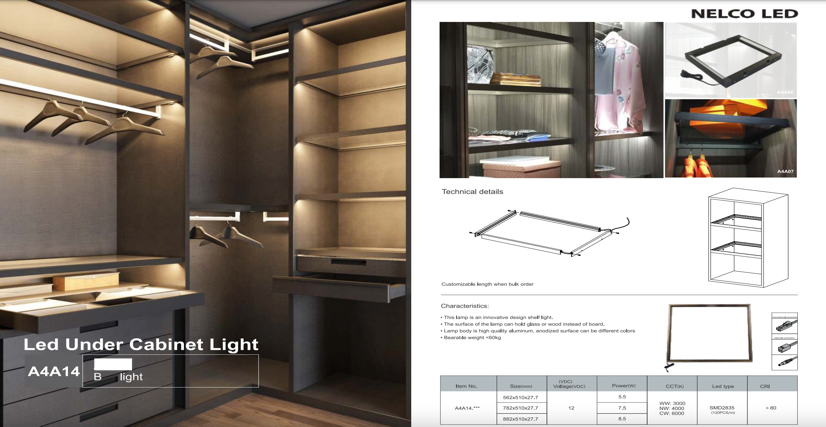 NELCO LED
A4A07
Technical details
Customizable length when bulk order
Characteristics:
• This lamp is an innovative design shelf light.
• The surface of the lamp can hold glass or wood instead of board.
• Lamp body is high quality aluminum, anodized surface can be different colors
• Bearable weight <60kg
Led Under Cabinet Light
A4A14
B light
Item No. Size(mm) (VDC) Voltage(VDC) Power(W) CCT(K) Led type CRI
562x510x27.7 5.5
A4A14.*** 782x510x27.7 12 7.5 WW: 3000 NW: 4000 CW: 6000 SMD2835 (120PCS/m) > 80
882x510x27.7 8.5